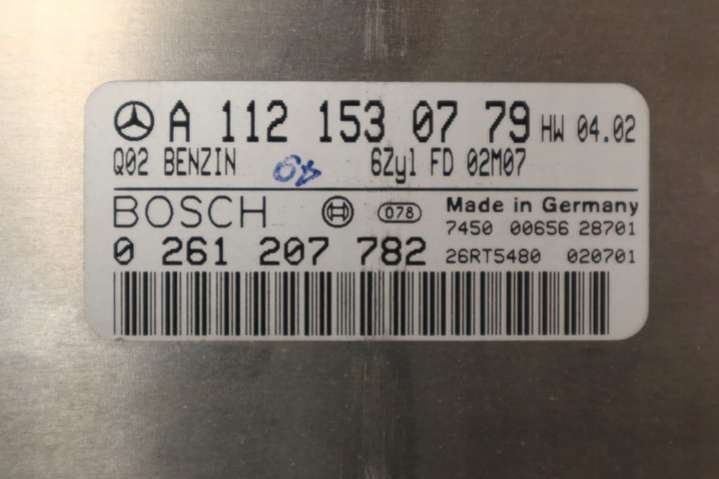 A 112 153 07 79 HW 04.02
Q02 BENZIN 6Zyl FD 02M07
BOSCH 078 Made in Germany
7450 00656 28701
0 261 207 782 26RT5480 020701